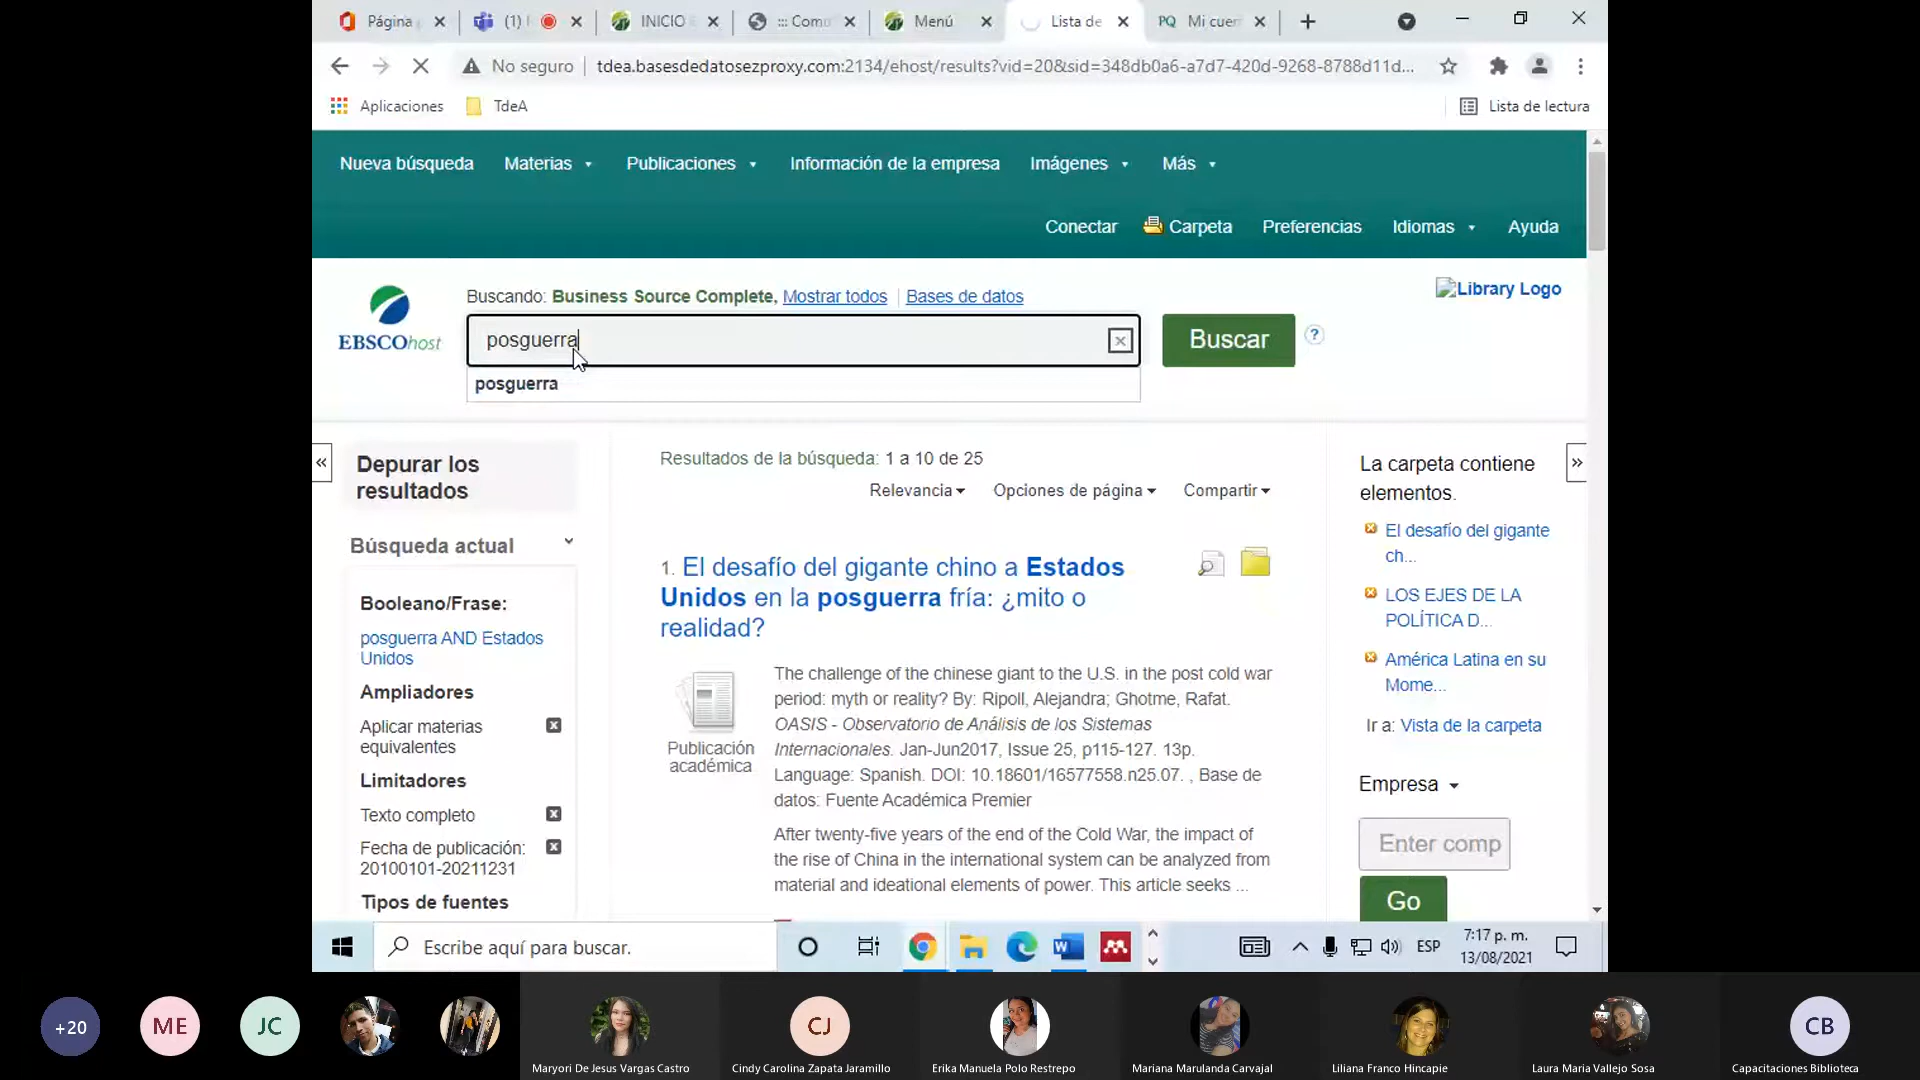 Página
(1)
INICIO
::: Comu
Menú
Lista de
PQ Mi cuen
No seguro
tdea.basesdedatosezproxy.com:2134/ehost/results?vid=20&sid=348db0a6-a7d7-420d-9268-8788d11d...
Aplicaciones
TdeA
Lista de lectura
Nueva búsqueda
Materias
Publicaciones
Información de la empresa
Imágenes
Más
Conectar
Carpeta
Preferencias
Idiomas
Ayuda
EBSCOhost
Buscando: Business Source Complete, Mostrar todos | Bases de datos
posguerra
Buscar
?
posguerra
Library Logo
«
Depurar los
resultados
Búsqueda actual
Booleano/Frase:
posguerra AND Estados
Unidos
Ampliadores
Aplicar materias
equivalentes
Limitadores
Texto completo
Fecha de publicación:
20100101-20211231
Tipos de fuentes
Resultados de la búsqueda: 1 a 10 de 25
Relevancia
Opciones de página
Compartir
1. El desafío del gigante chino a Estados
Unidos en la posguerra fría: ¿mito o
realidad?
Publicación
académica
The challenge of the chinese giant to the U.S. in the post cold war
period: myth or reality? By: Ripoll, Alejandra; Ghotme, Rafat.
OASIS - Observatorio de Análisis de los Sistemas
Internacionales. Jan-Jun2017, Issue 25, p115-127. 13p.
Language: Spanish. DOI: 10.18601/16577558.n25.07. , Base de
datos: Fuente Académica Premier
After twenty-five years of the end of the Cold War, the impact of
the rise of China in the international system can be analyzed from
material and ideational elements of power. This article seeks ...
La carpeta contiene
elementos.
»
El desafío del gigante
ch...
LOS EJES DE LA
POLÍTICA D...
América Latina en su
Mome...
Ir a: Vista de la carpeta
Empresa
Enter comp
Go
Escribe aquí para buscar.
W
ESP
7:17 p. m.
13/08/2021
+20
ME
JC
CJ
CB
Maryori De Jesus Vargas Castro
Cindy Carolina Zapata Jaramillo
Erika Manuela Polo Restrepo
Mariana Marulanda Carvajal
Liliana Franco Hincapie
Laura Maria Vallejo Sosa
Capacitaciones Biblioteca